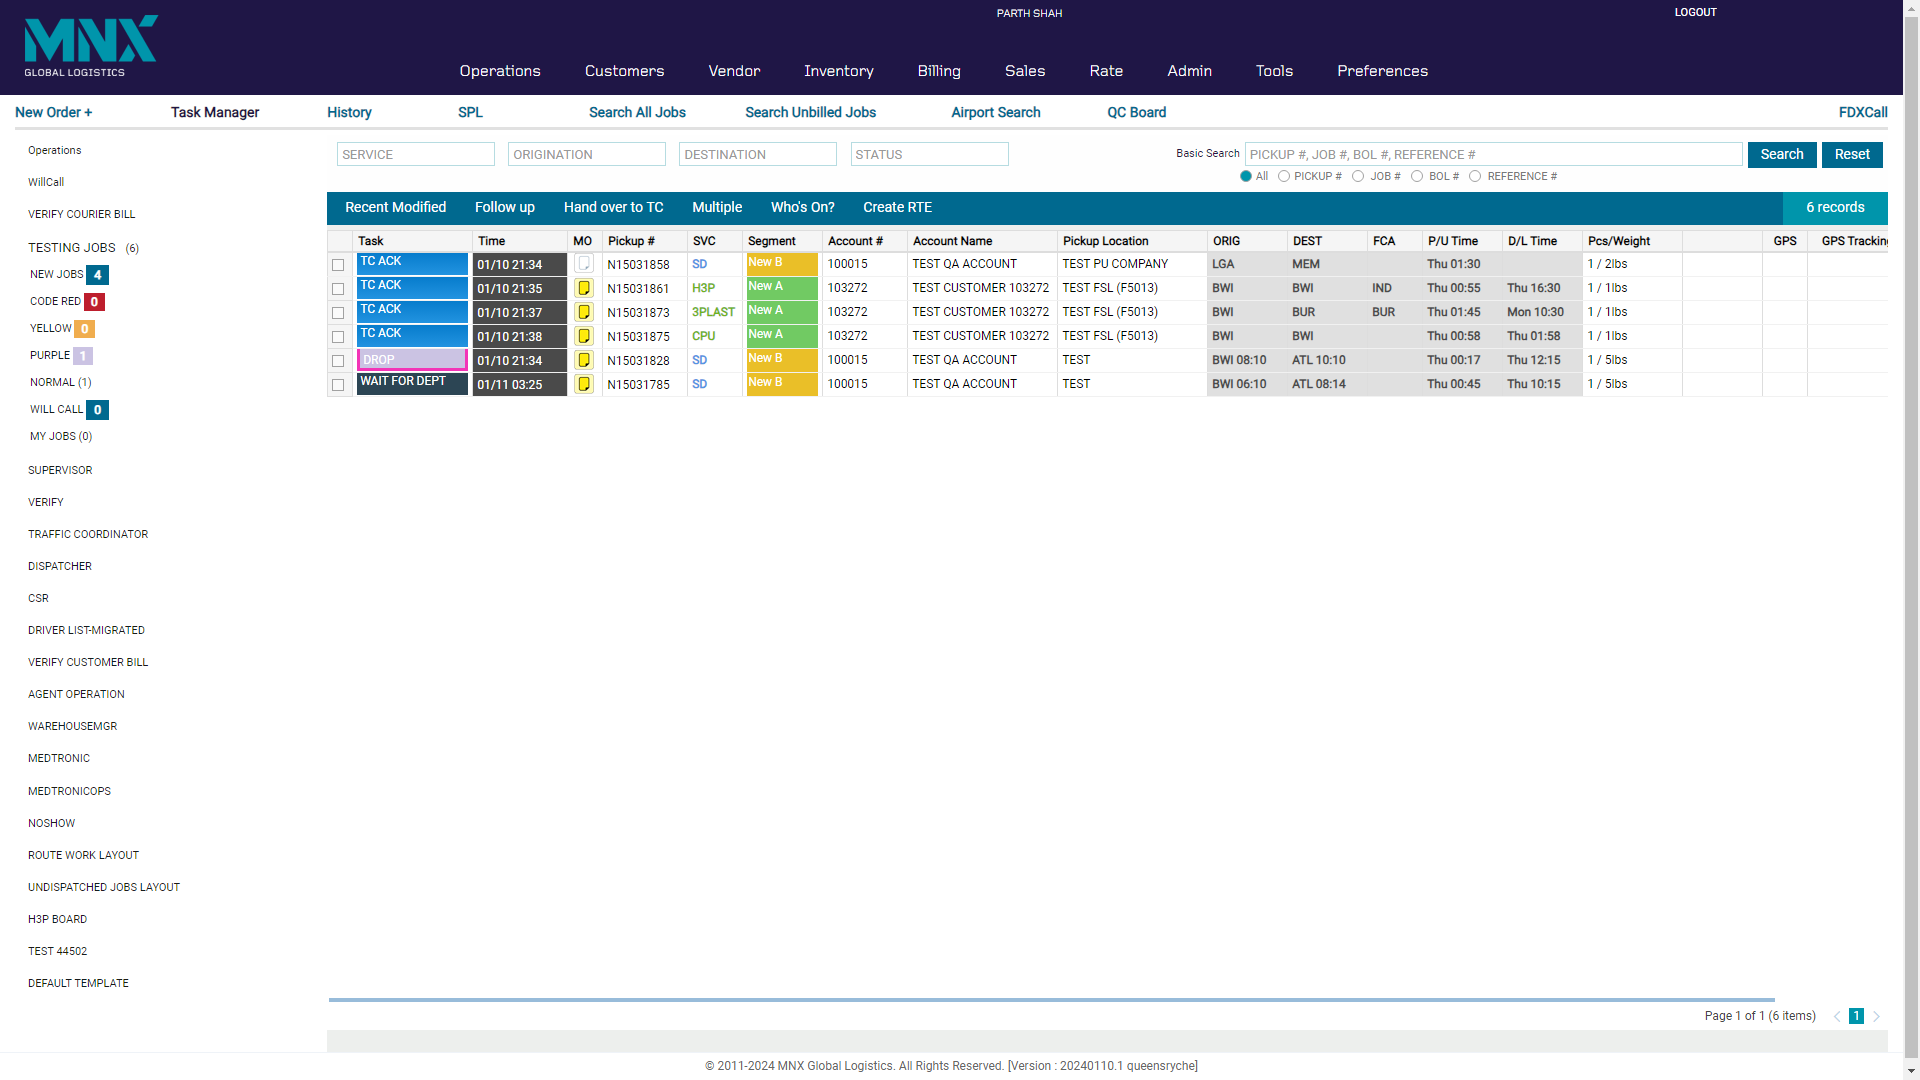 MNX
GLOBAL LOGISTICS
PARTH SHAH
LOGOUT
Operations Customers Vendor Inventory Billing Sales Rate Admin Tools Preferences
New Order + Task Manager History SPL Search All Jobs Search Unbilled Jobs Airport Search QC Board FDXCall
Operations
WillCall
VERIFY COURIER BILL
TESTING JOBS (6)
NEW JOBS 4
CODE RED 0
YELLOW 0
PURPLE 1
NORMAL (1)
WILL CALL 0
MY JOBS (0)
SUPERVISOR
VERIFY
TRAFFIC COORDINATOR
DISPATCHER
CSR
DRIVER LIST-MIGRATED
VERIFY CUSTOMER BILL
AGENT OPERATION
WAREHOUSEMGR
MEDTRONIC
MEDTRONICOPS
NOSHOW
ROUTE WORK LAYOUT
UNDISPATCHED JOBS LAYOUT
H3P BOARD
TEST 44502
DEFAULT TEMPLATE
SERVICE ORIGINATION DESTINATION STATUS Basic Search PICKUP #, JOB #, BOL #, REFERENCE # Search Reset
All PICKUP # JOB # BOL # REFERENCE #
Recent Modified Follow up Hand over to TC Multiple Who's On? Create RTE 6 records
Task Time MO Pickup # SVC Segment Account # Account Name Pickup Location ORIG DEST FCA P/U Time D/L Time Pcs/Weight GPS GPS Tracking
TC ACK 01/10 21:34 N15031858 SD New B 100015 TEST QA ACCOUNT TEST PU COMPANY LGA MEM Thu 01:30 1 / 2lbs
TC ACK 01/10 21:35 N15031861 H3P New A 103272 TEST CUSTOMER 103272 TEST FSL (F5013) BWI BWI IND Thu 00:55 Thu 16:30 1 / 1lbs
TC ACK 01/10 21:37 N15031873 3PLAST New A 103272 TEST CUSTOMER 103272 TEST FSL (F5013) BWI BUR BUR Thu 01:45 Mon 10:30 1 / 1lbs
TC ACK 01/10 21:38 N15031875 CPU New A 103272 TEST CUSTOMER 103272 TEST FSL (F5013) BWI BWI Thu 00:58 Thu 01:58 1 / 1lbs
DROP 01/10 21:34 N15031828 SD New B 100015 TEST QA ACCOUNT TEST BWI 08:10 ATL 10:10 Thu 00:17 Thu 12:15 1 / 5lbs
WAIT FOR DEPT 01/11 03:25 N15031785 SD New B 100015 TEST QA ACCOUNT TEST BWI 06:10 ATL 08:14 Thu 00:45 Thu 10:15 1 / 5lbs
Page 1 of 1 (6 items) 1
© 2011-2024 MNX Global Logistics. All Rights Reserved. [Version : 20240110.1 queensryche]